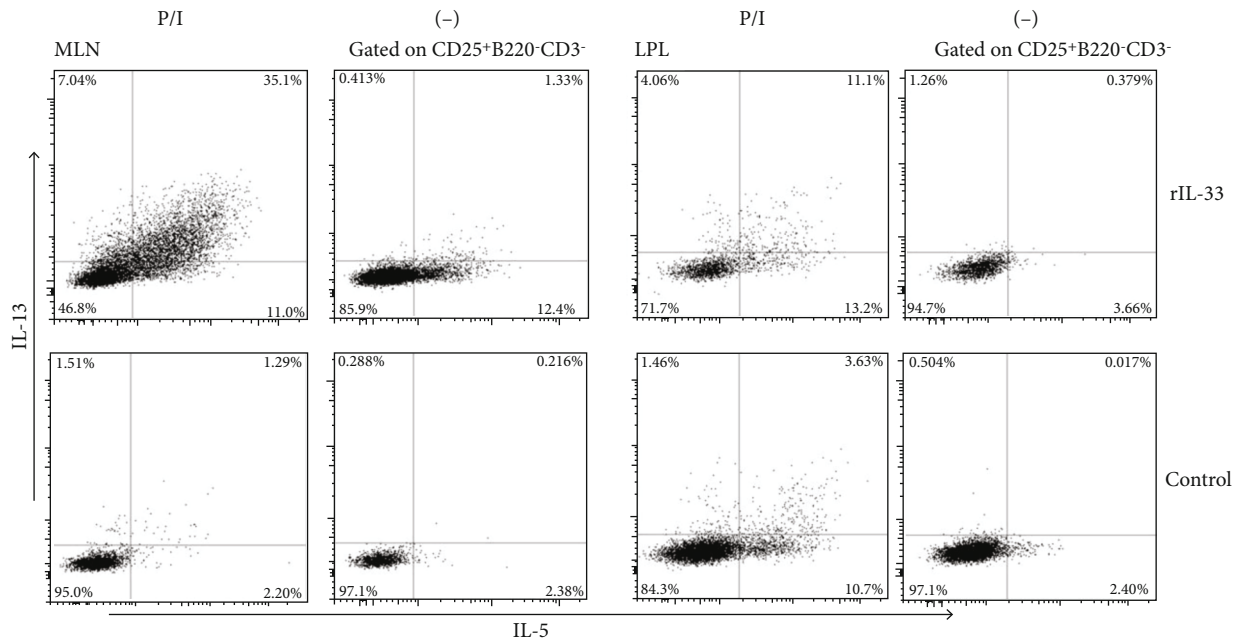 P/I (–) P/I (–)
MLN Gated on CD25⁺B220⁻CD3⁻ LPL Gated on CD25⁺B220⁻CD3⁻
7.04% 35.1% 0.413% 1.33% 4.06% 11.1% 1.26% 0.379%
rIL-33
46.8% 11.0% 85.9% 12.4% 71.7% 13.2% 94.7% 3.66%
IL-13
1.51% 1.29% 0.288% 0.216% 1.46% 3.63% 0.504% 0.017%
Control
95.0% 2.20% 97.1% 2.38% 84.3% 10.7% 97.1% 2.40%
IL-5